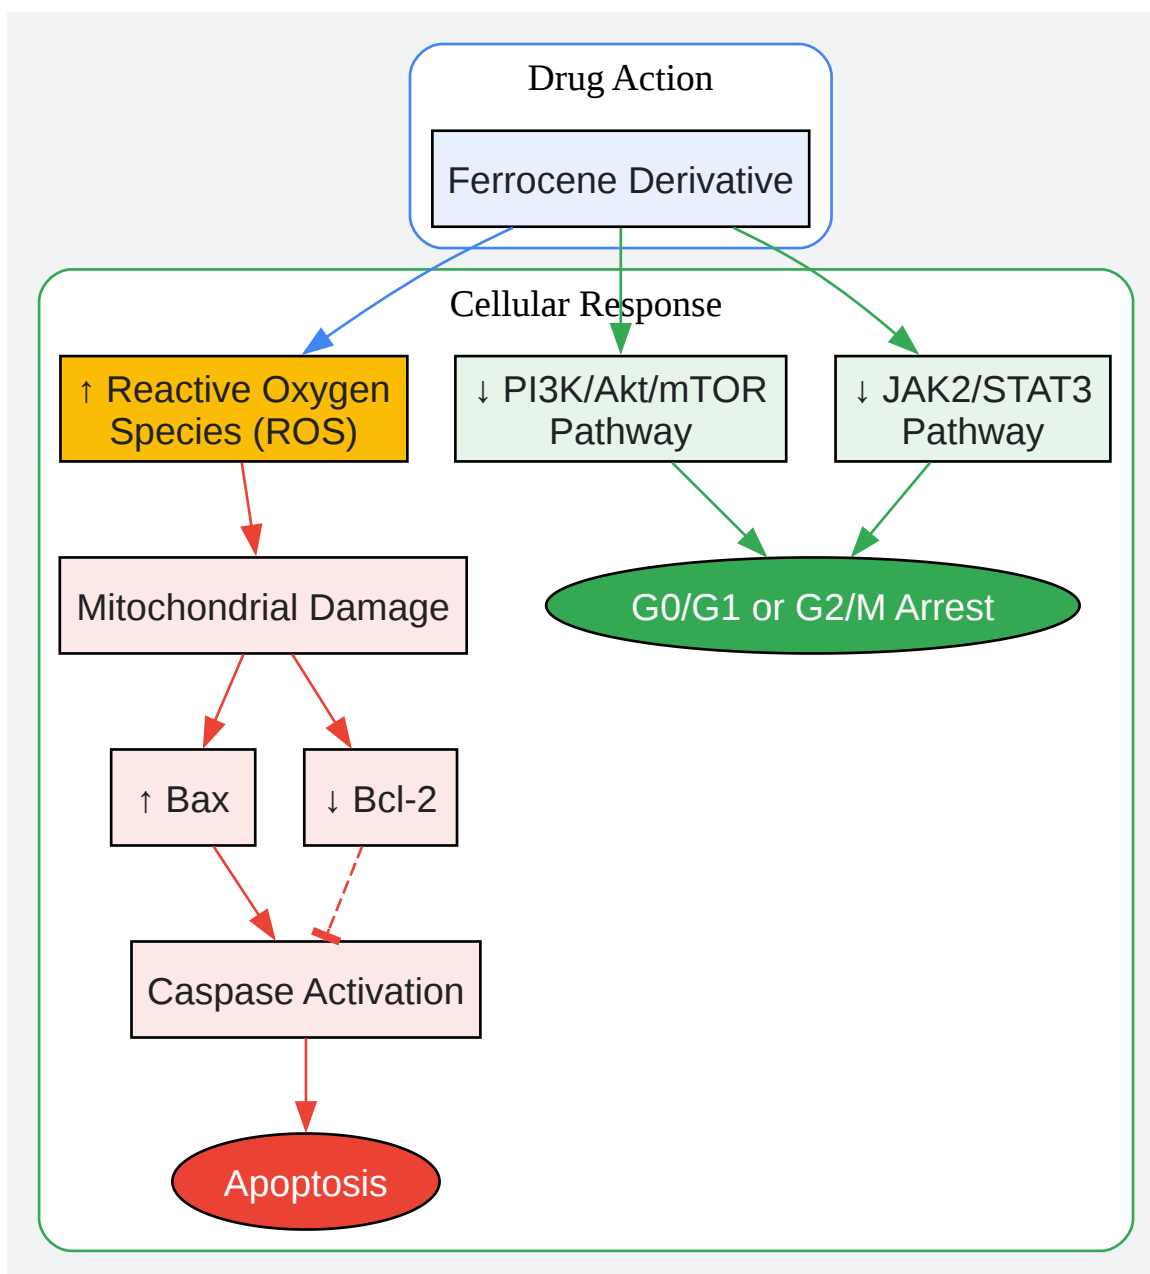 Drug Action
Ferrocene Derivative
Cellular Response
↑ Reactive Oxygen
Species (ROS)
↓ PI3K/Akt/mTOR
Pathway
↓ JAK2/STAT3
Pathway
Mitochondrial Damage
G0/G1 or G2/M Arrest
↑ Bax
↓ Bcl-2
Caspase Activation
Apoptosis